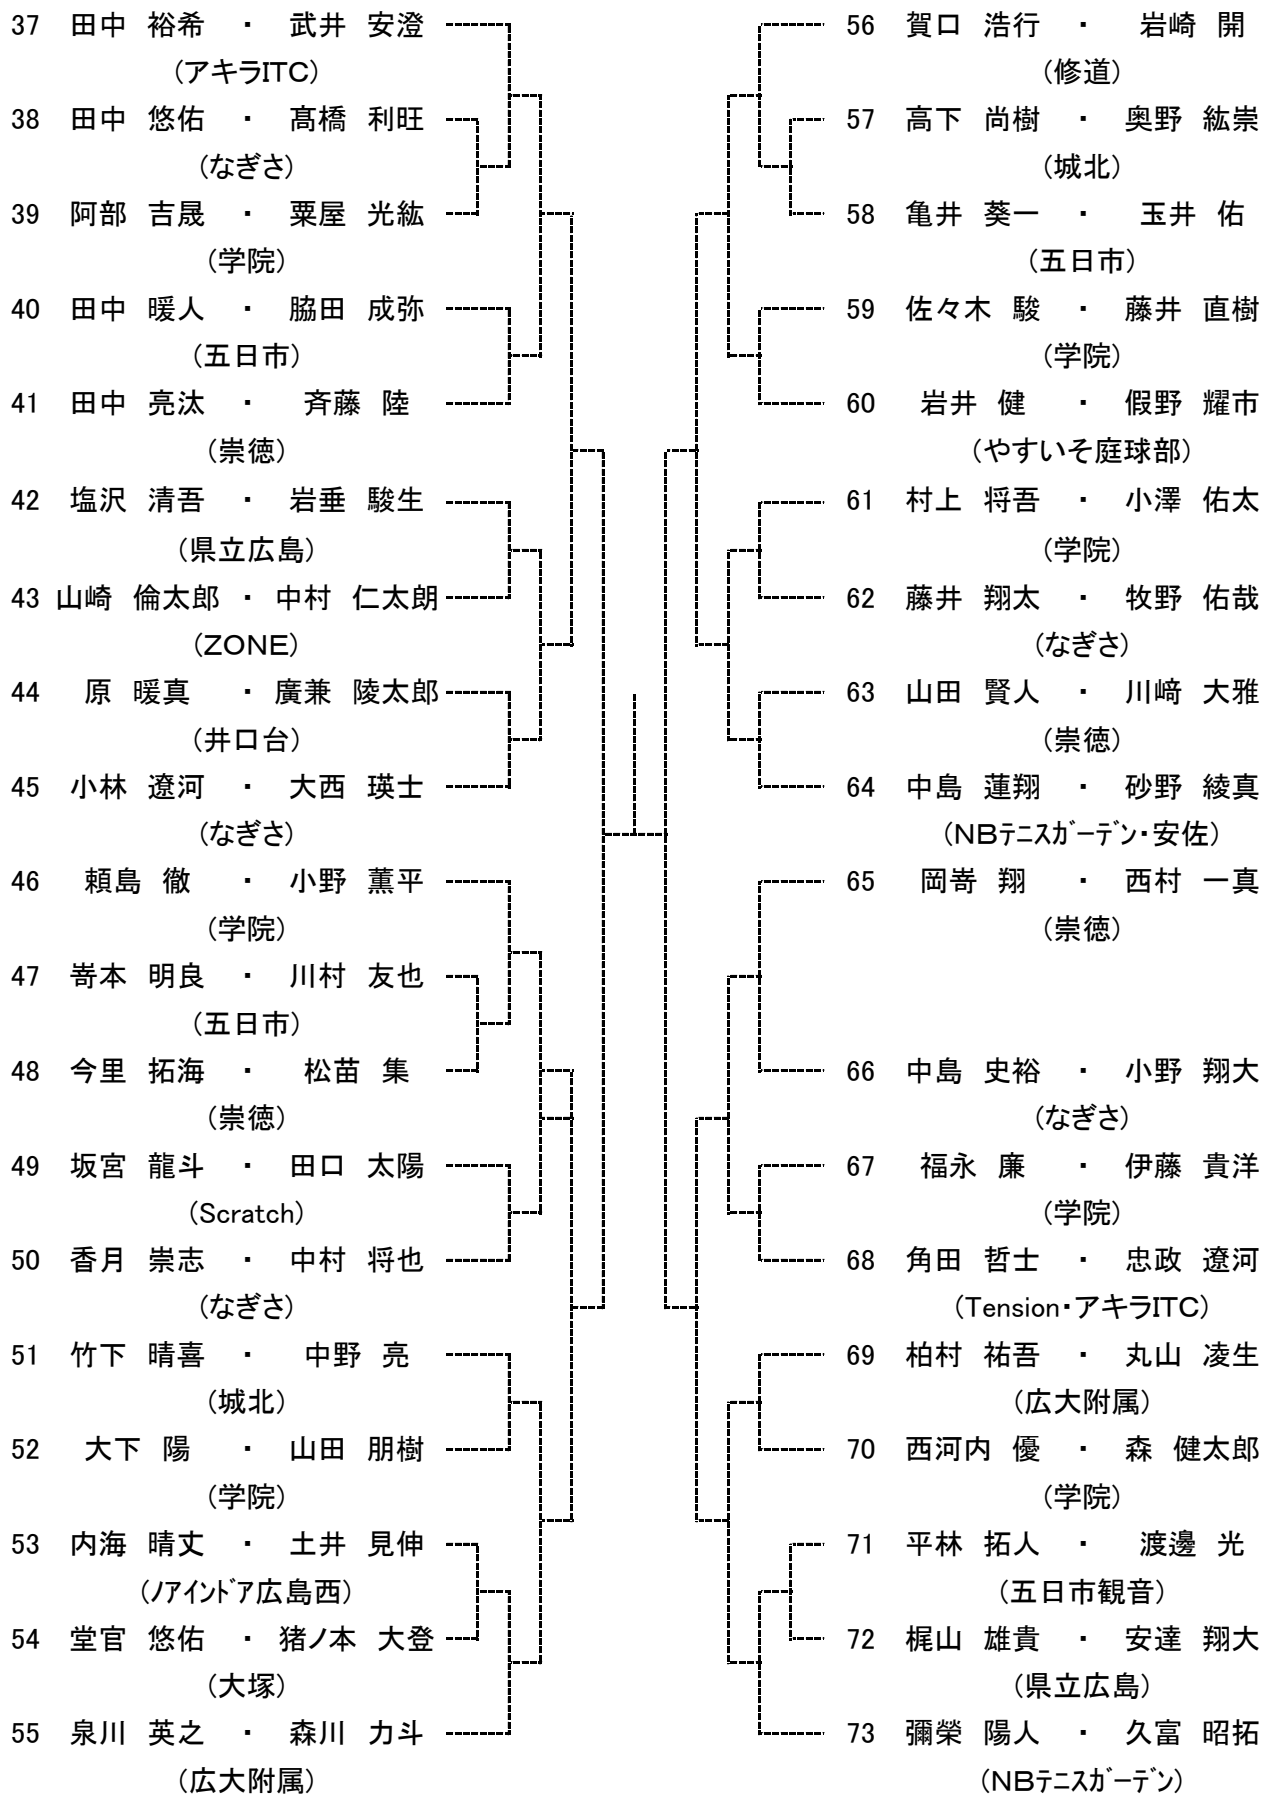 37 田中 裕希 ・ 武井 安澄
(アキラITC)
38 田中 悠佑 ・ 髙橋 利旺
(なぎさ)
39 阿部 吉晟 ・ 粟屋 光紘
(学院)
40 田中 暖人 ・ 脇田 成弥
(五日市)
41 田中 亮汰 ・ 斉藤 陸
(崇徳)
42 塩沢 清吾 ・ 岩垂 駿生
(県立広島)
43 山崎 倫太郎 ・ 中村 仁太朗
(ZONE)
44 原 暖真 ・ 廣兼 陵太郎
(井口台)
45 小林 遼河 ・ 大西 瑛士
(なぎさ)
46 頼島 徹 ・ 小野 薫平
(学院)
47 嵜本 明良 ・ 川村 友也
(五日市)
48 今里 拓海 ・ 松苗 集
(崇徳)
49 坂宮 龍斗 ・ 田口 太陽
(Scratch)
50 香月 崇志 ・ 中村 将也
(なぎさ)
51 竹下 晴喜 ・ 中野 亮
(城北)
52 大下 陽 ・ 山田 朋樹
(学院)
53 内海 晴丈 ・ 土井 見伸
(ﾉｱｲﾝﾄﾞｱ広島西)
54 堂官 悠佑 ・ 猪ノ本 大登
(大塚)
55 泉川 英之 ・ 森川 力斗
(広大附属)
56 賀口 浩行 ・ 岩崎 開
(修道)
57 高下 尚樹 ・ 奥野 紘崇
(城北)
58 亀井 葵一 ・ 玉井 佑
(五日市)
59 佐々木 駿 ・ 藤井 直樹
(学院)
60 岩井 健 ・ 假野 耀市
(やすいそ庭球部)
61 村上 将吾 ・ 小澤 佑太
(学院)
62 藤井 翔太 ・ 牧野 佑哉
(なぎさ)
63 山田 賢人 ・ 川﨑 大雅
(崇徳)
64 中島 蓮翔 ・ 砂野 綾真
(NBﾃﾆｽｶﾞｰﾃﾞﾝ・安佐)
65 岡嵜 翔 ・ 西村 一真
(崇徳)
66 中島 史裕 ・ 小野 翔大
(なぎさ)
67 福永 廉 ・ 伊藤 貴洋
(学院)
68 角田 哲士 ・ 忠政 遼河
(Tension・アキラITC)
69 柏村 祐吾 ・ 丸山 凌生
(広大附属)
70 西河内 優 ・ 森 健太郎
(学院)
71 平林 拓人 ・ 渡邊 光
(五日市観音)
72 梶山 雄貴 ・ 安達 翔大
(県立広島)
73 彌榮 陽人 ・ 久富 昭拓
(NBﾃﾆｽｶﾞｰﾃﾞﾝ)